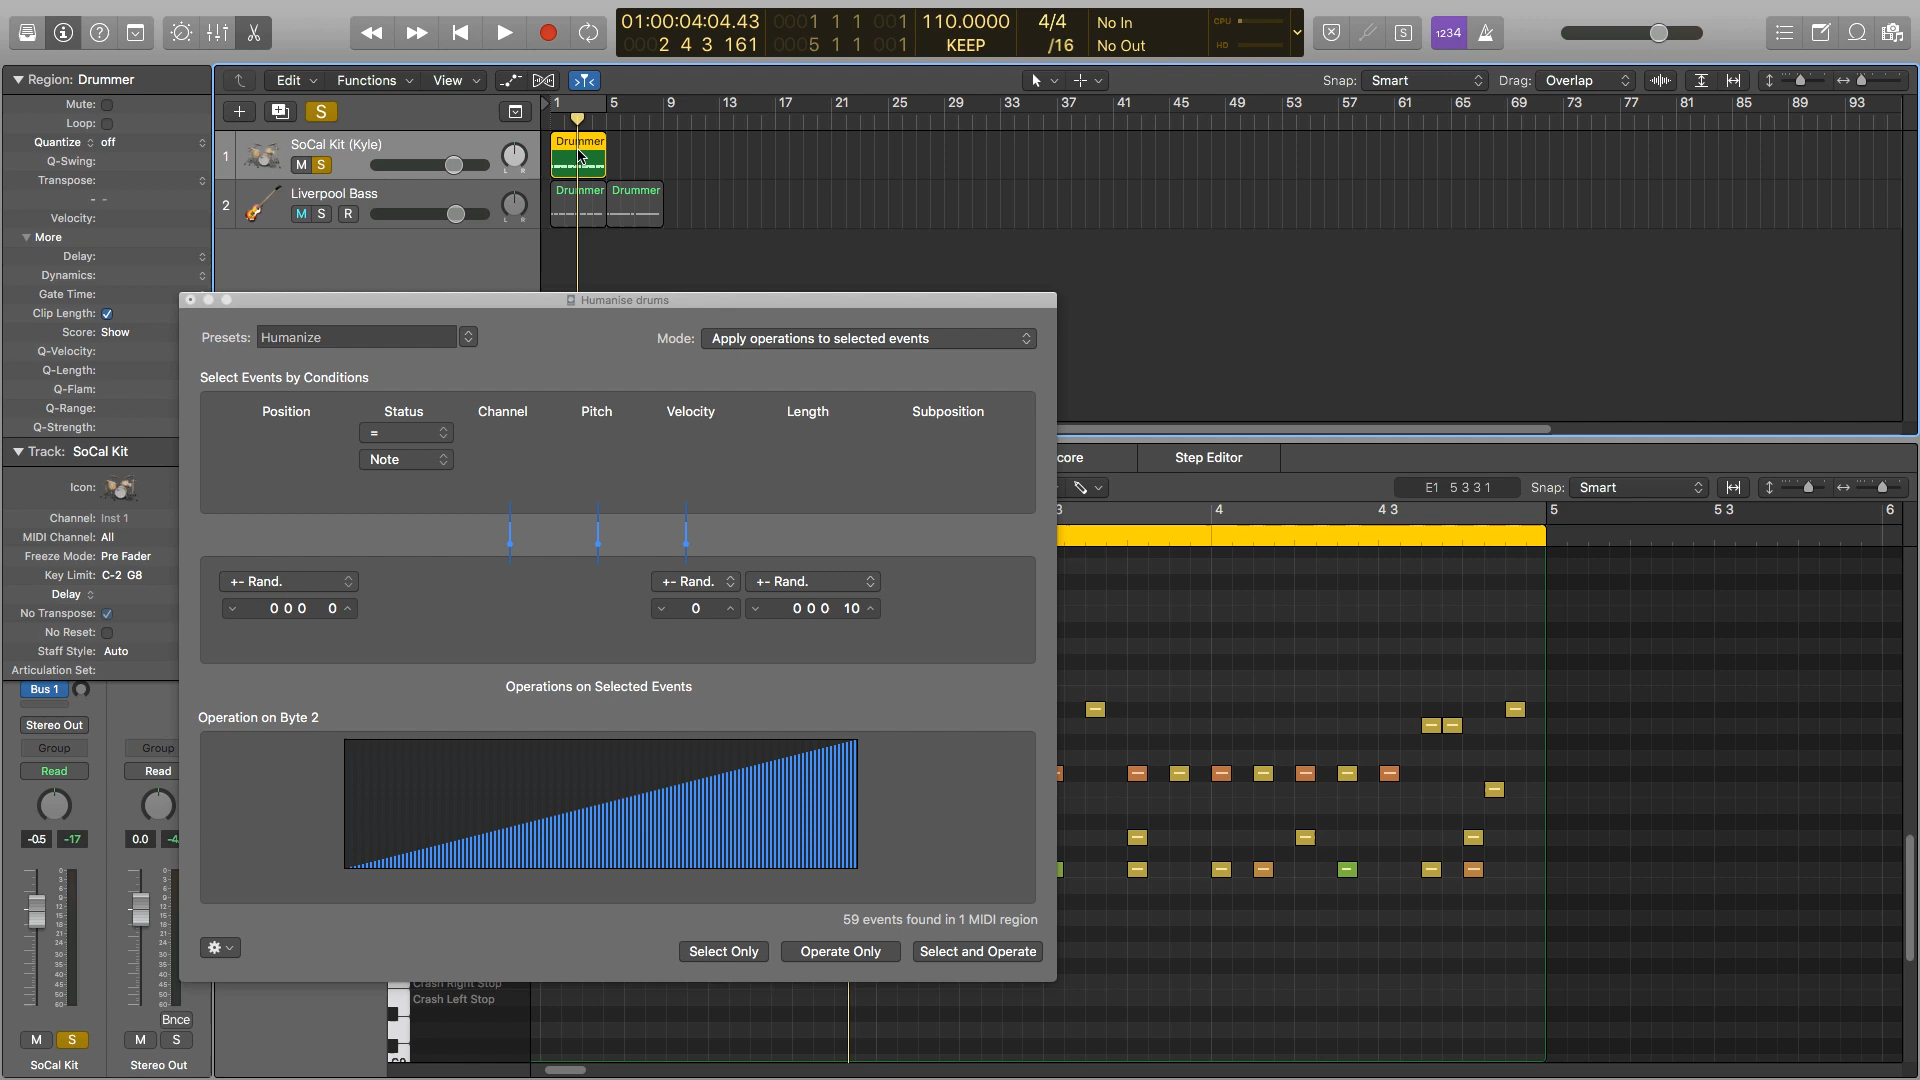 01:00:04:04.43
0002 4 3 161
0001 1 1 001
0005 1 1 001
110.0000
KEEP
4/4
/16
No In
No Out
CPU
HD
S
1234
Region: Drummer
Mute:
Loop:
Quantize off
Q-Swing:
Transpose:
- -
Velocity:
More
Delay:
Dynamics:
Gate Time:
Clip Length:
Score: Show
Q-Velocity:
Q-Length:
Q-Flam:
Q-Range:
Q-Strength:
Track: SoCal Kit
Icon:
Channel: Inst 1
MIDI Channel: All
Freeze Mode: Pre Fader
Key Limit: C-2 G8
Delay
No Transpose:
No Reset:
Staff Style: Auto
Articulation Set:
Bus 1
Stereo Out
Group
Group
Read
Read
-0.5 -17
0.0
Bnce
M S
M S
SoCal Kit
Stereo Out
Edit Functions View
Snap: Smart
Drag: Overlap
S
1 5 9 13 17 21 25 29 33 37 41 45 49 53 57 61 65 69 73 77 81 85 89 93
1
SoCal Kit (Kyle)
M S
L R
Drummer
2
Liverpool Bass
M S R
L R
Drummer Drummer
Humanise drums
Presets: Humanize
Mode: Apply operations to selected events
Select Events by Conditions
Position Status Channel Pitch Velocity Length Subposition
=
Note
+- Rand. +- Rand. +- Rand.
0 0 0 0
0
0 0 0 10
Operations on Selected Events
Operation on Byte 2
59 events found in 1 MIDI region
Select Only Operate Only Select and Operate
core
Step Editor
E1 5 3 3 1
Snap: Smart
3 4 4 3 5 5 3 6
Crash Right Stop
Crash Left Stop